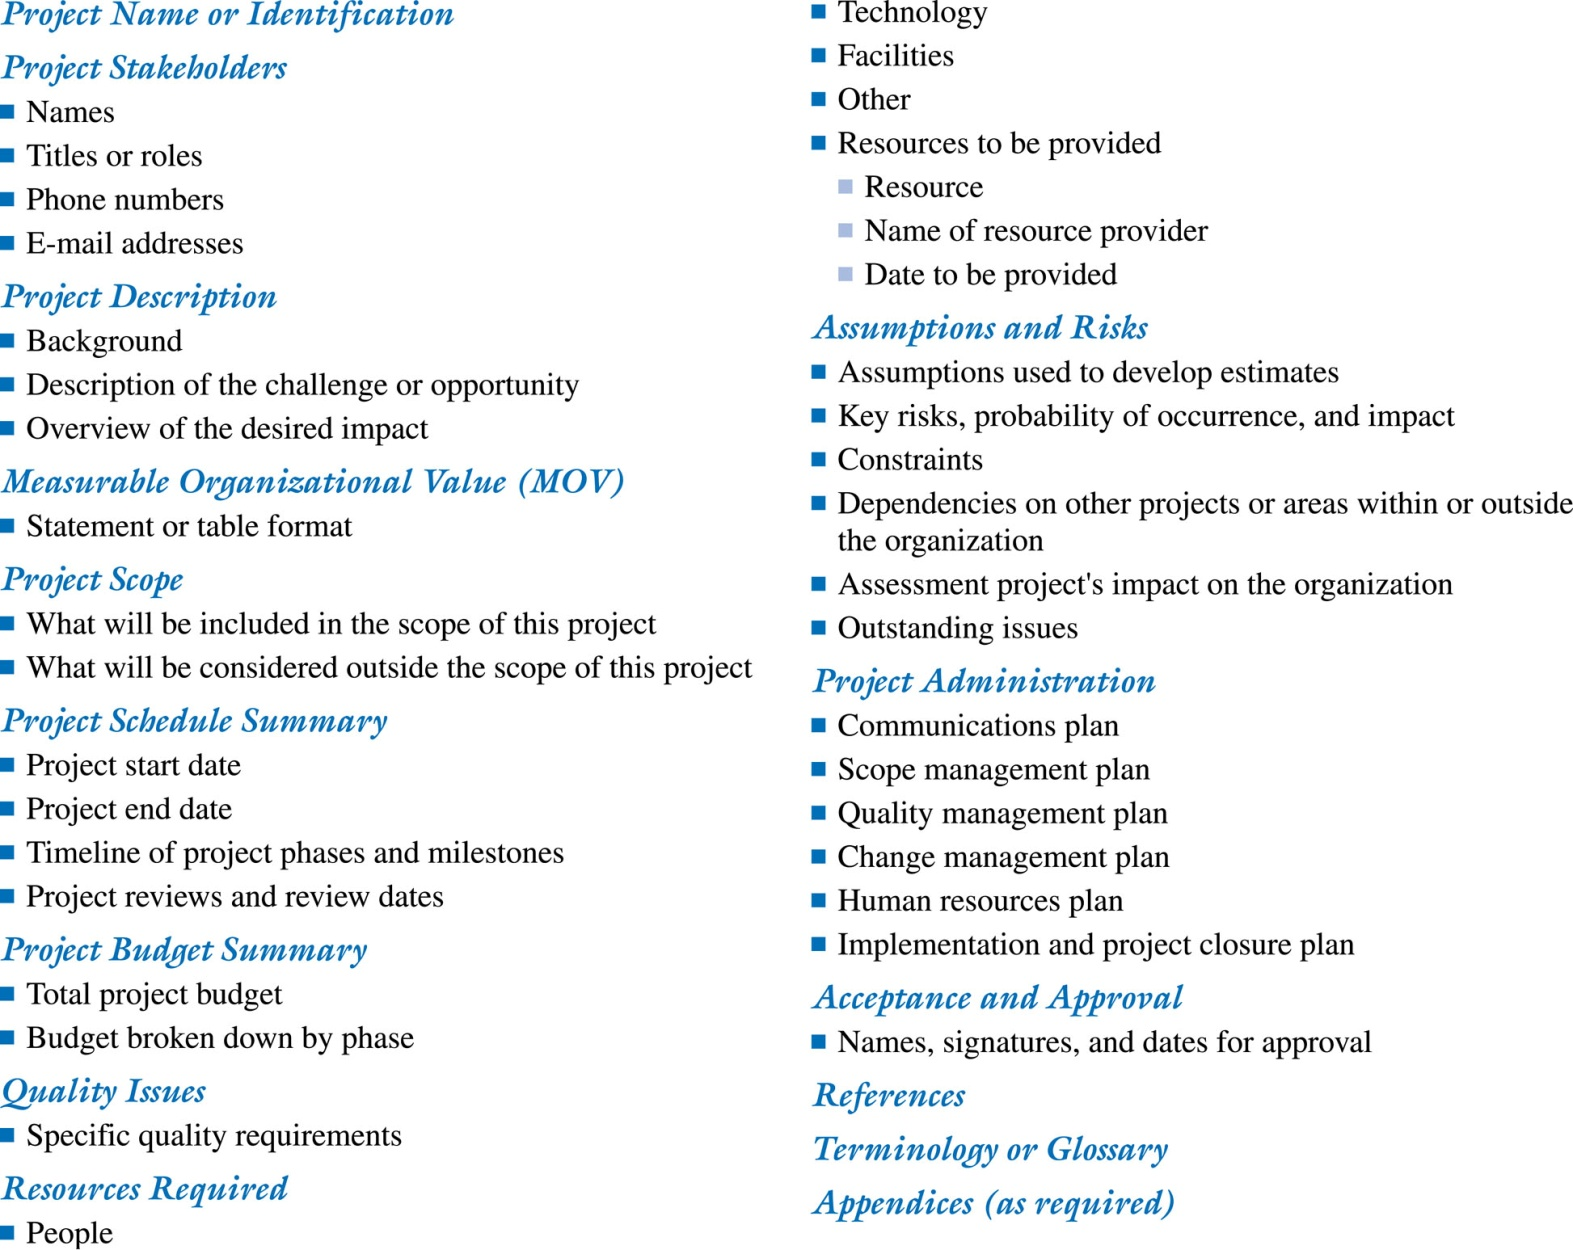 Project Name or Identification
Project Stakeholders
Names
Titles or roles
Phone numbers
E-mail addresses
Project Description
Background
Description of the challenge or opportunity
Overview of the desired impact
Measurable Organizational Value (MOV)
Statement or table format
Project Scope
What will be included in the scope of this project
What will be considered outside the scope of this project
Project Schedule Summary
Project start date
Project end date
Timeline of project phases and milestones
Project reviews and review dates
Project Budget Summary
Total project budget
Budget broken down by phase
Quality Issues
Specific quality requirements
Resources Required
People
Technology
Facilities
Other
Resources to be provided
Resource
Name of resource provider
Date to be provided
Assumptions and Risks
Assumptions used to develop estimates
Key risks, probability of occurrence, and impact
Constraints
Dependencies on other projects or areas within or outside
the organization
Assessment project's impact on the organization
Outstanding issues
Project Administration
Communications plan
Scope management plan
Quality management plan
Change management plan
Human resources plan
Implementation and project closure plan
Acceptance and Approval
Names, signatures, and dates for approval
References
Terminology or Glossary
Appendices (as required)